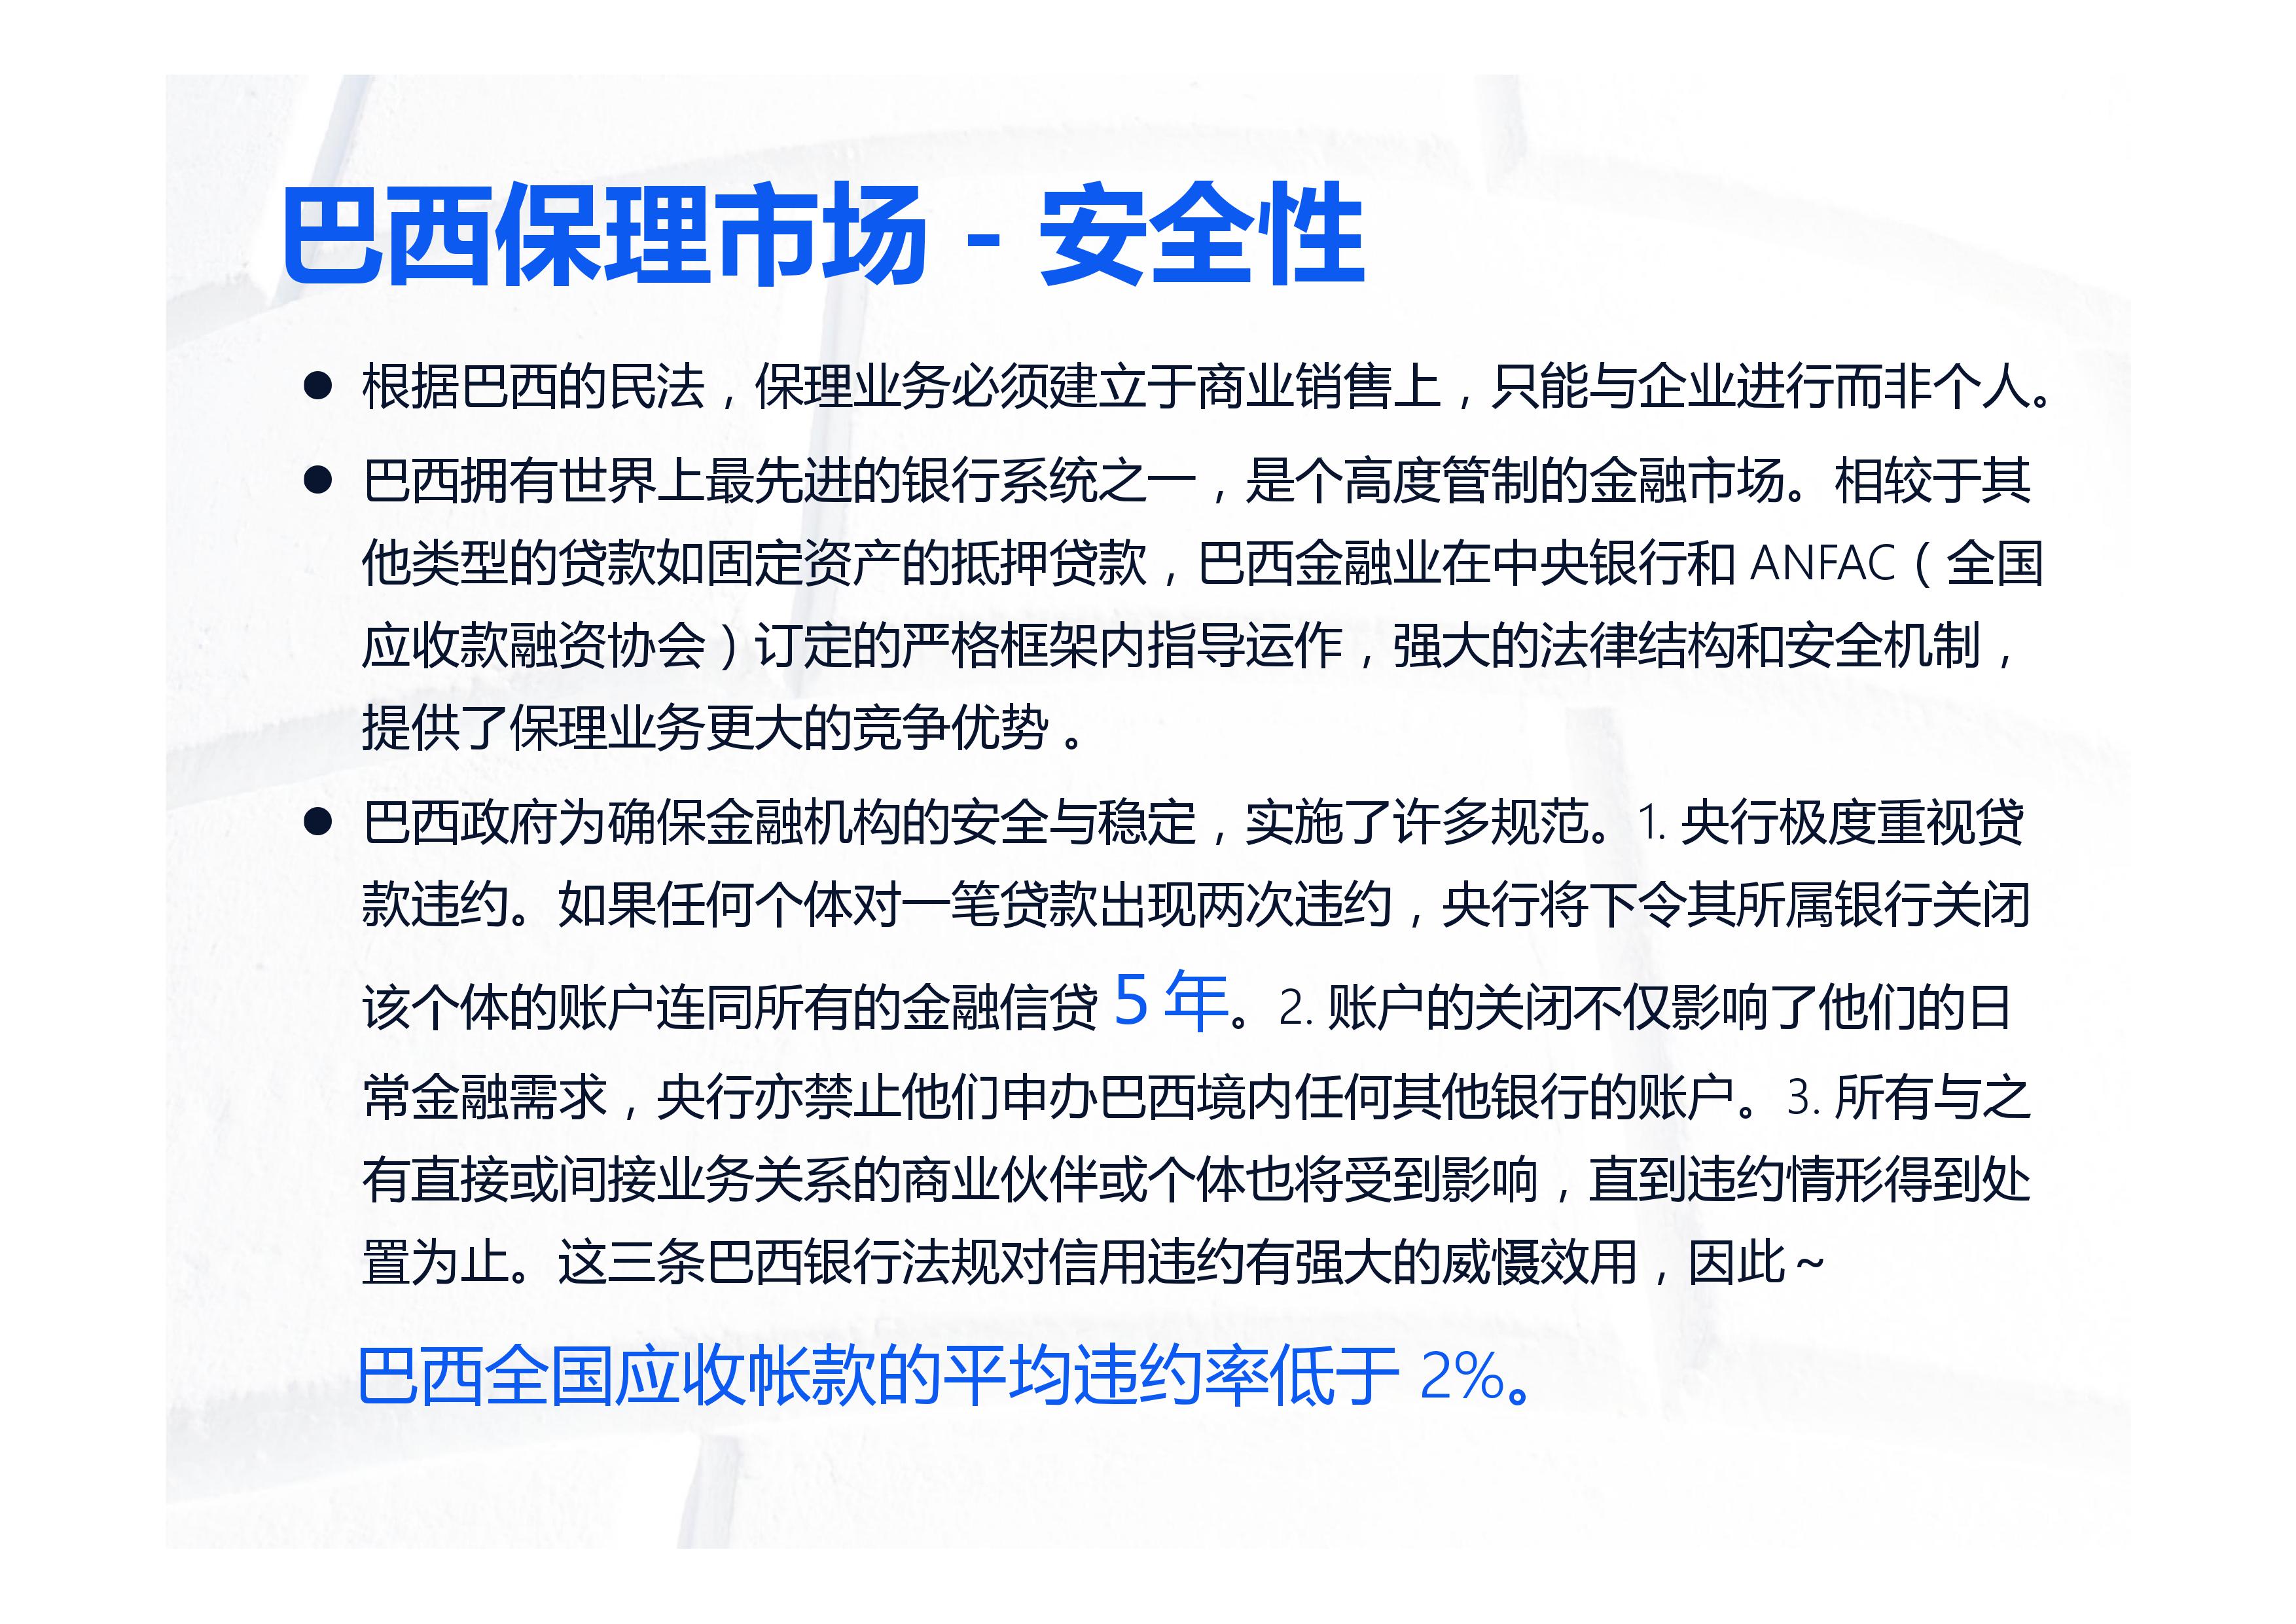 巴西保理市场 - 安全性
● 根据巴西的民法，保理业务必须建立于商业销售上，只能与企业进行而非个人。
● 巴西拥有世界上最先进的银行系统之一，是个高度管制的金融市场。相较于其
他类型的贷款如固定资产的抵押贷款，巴西金融业在中央银行和 ANFAC（全国
应收款融资协会）订定的严格框架内指导运作，强大的法律结构和安全机制，
提供了保理业务更大的竞争优势 。
● 巴西政府为确保金融机构的安全与稳定，实施了许多规范。1. 央行极度重视贷
款违约。如果任何个体对一笔贷款出现两次违约，央行将下令其所属银行关闭
该个体的账户连同所有的金融信贷 5 年。2. 账户的关闭不仅影响了他们的日
常金融需求，央行亦禁止他们申办巴西境内任何其他银行的账户。3. 所有与之
有直接或间接业务关系的商业伙伴或个体也将受到影响，直到违约情形得到处
置为止。这三条巴西银行法规对信用违约有强大的威慑效用，因此～
巴西全国应收帐款的平均违约率低于 2%。